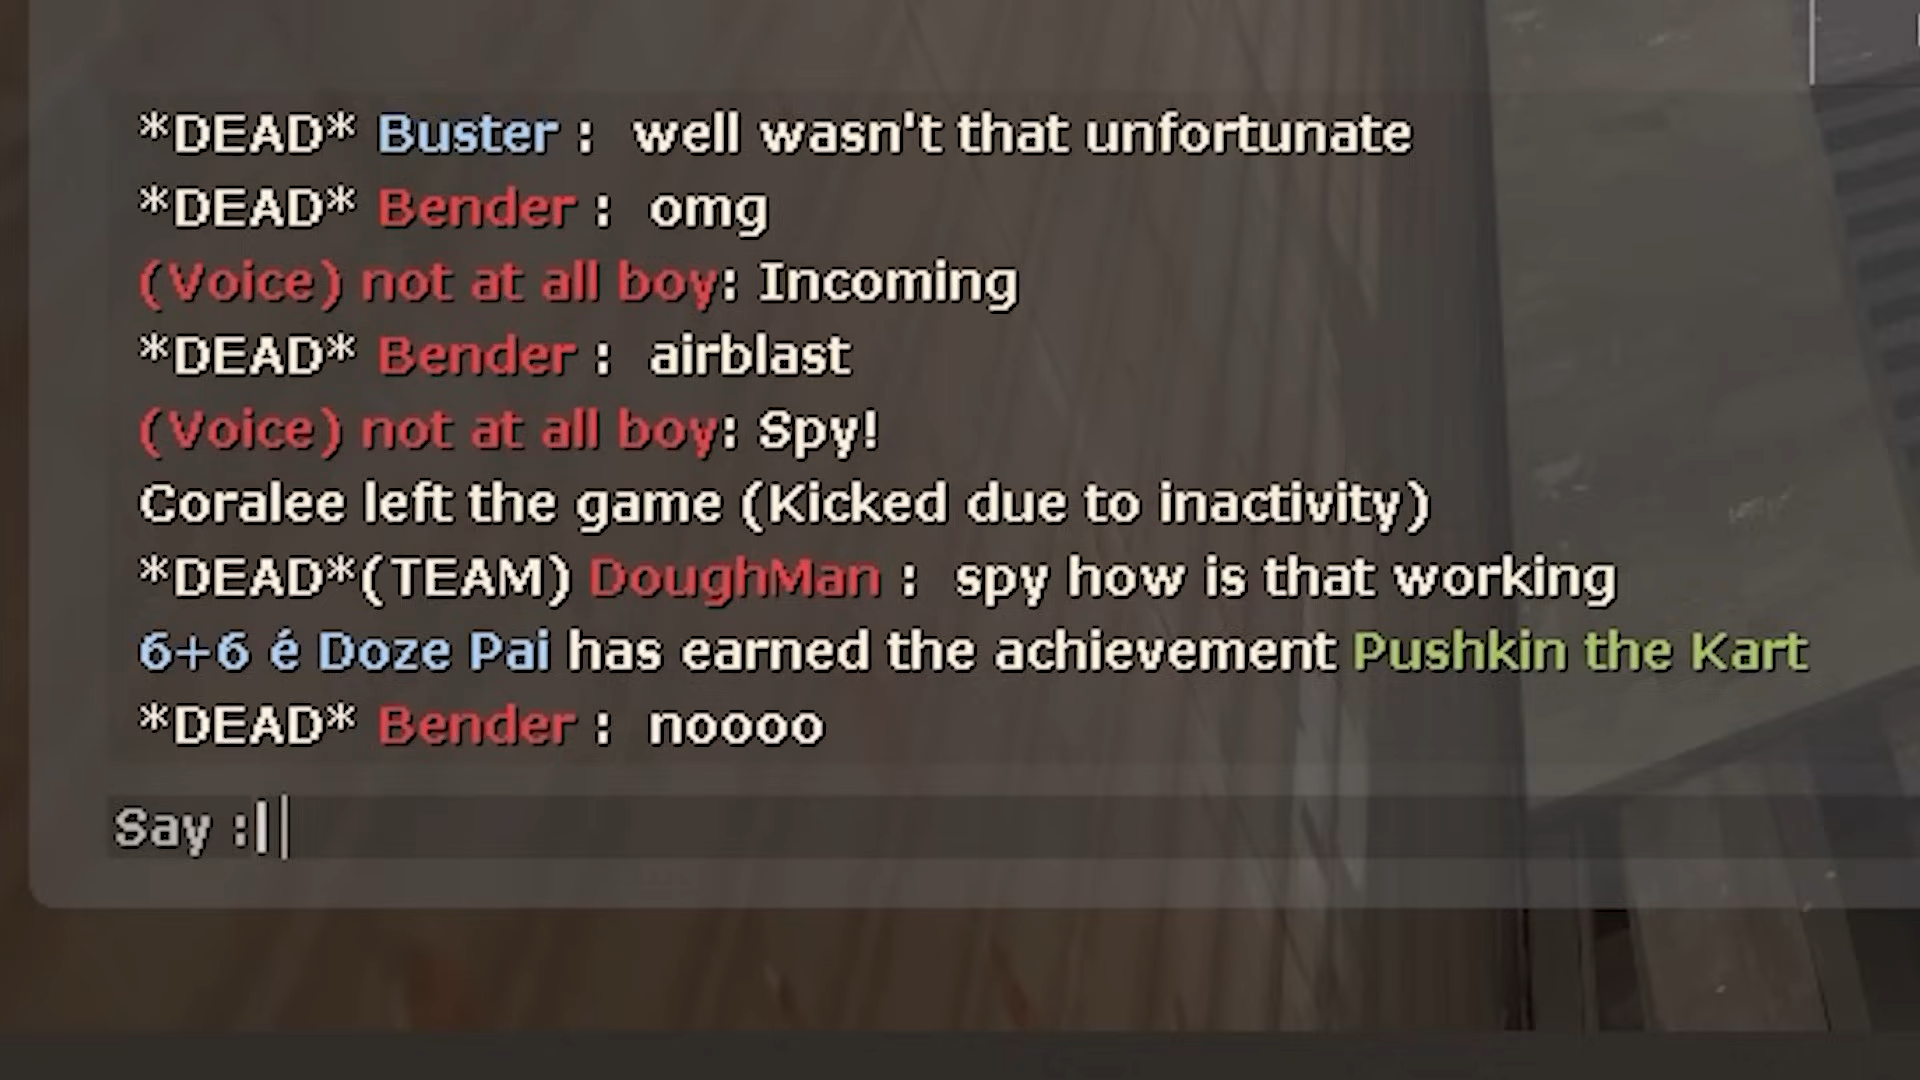 *DEAD* Buster :  well wasn't that unfortunate
*DEAD* Bender :  omg
(Voice) not at all boy: Incoming
*DEAD* Bender :  airblast
(Voice) not at all boy: Spy!
Coralee left the game (Kicked due to inactivity)
*DEAD*(TEAM) DoughMan :  spy how is that working
6+6 é Doze Pai has earned the achievement Pushkin the Kart
*DEAD* Bender :  noooo
Say :l